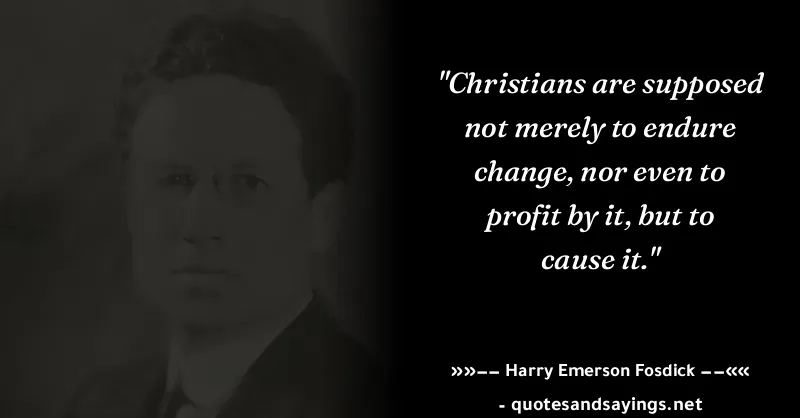 "Christians are supposed
not merely to endure
change, nor even to
profit by it, but to
cause it."
»»–– Harry Emerson Fosdick ––««
- quotesandsayings.net